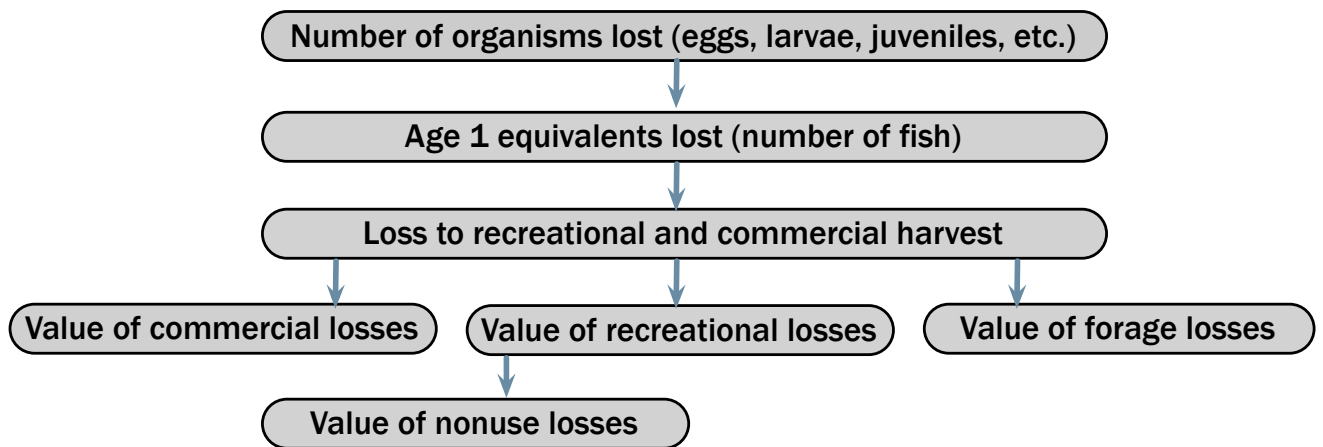 Number of organisms lost (eggs, larvae, juveniles, etc.)
Age 1 equivalents lost (number of fish)
Loss to recreational and commercial harvest
Value of commercial losses
Value of recreational losses
Value of forage losses
Value of nonuse losses